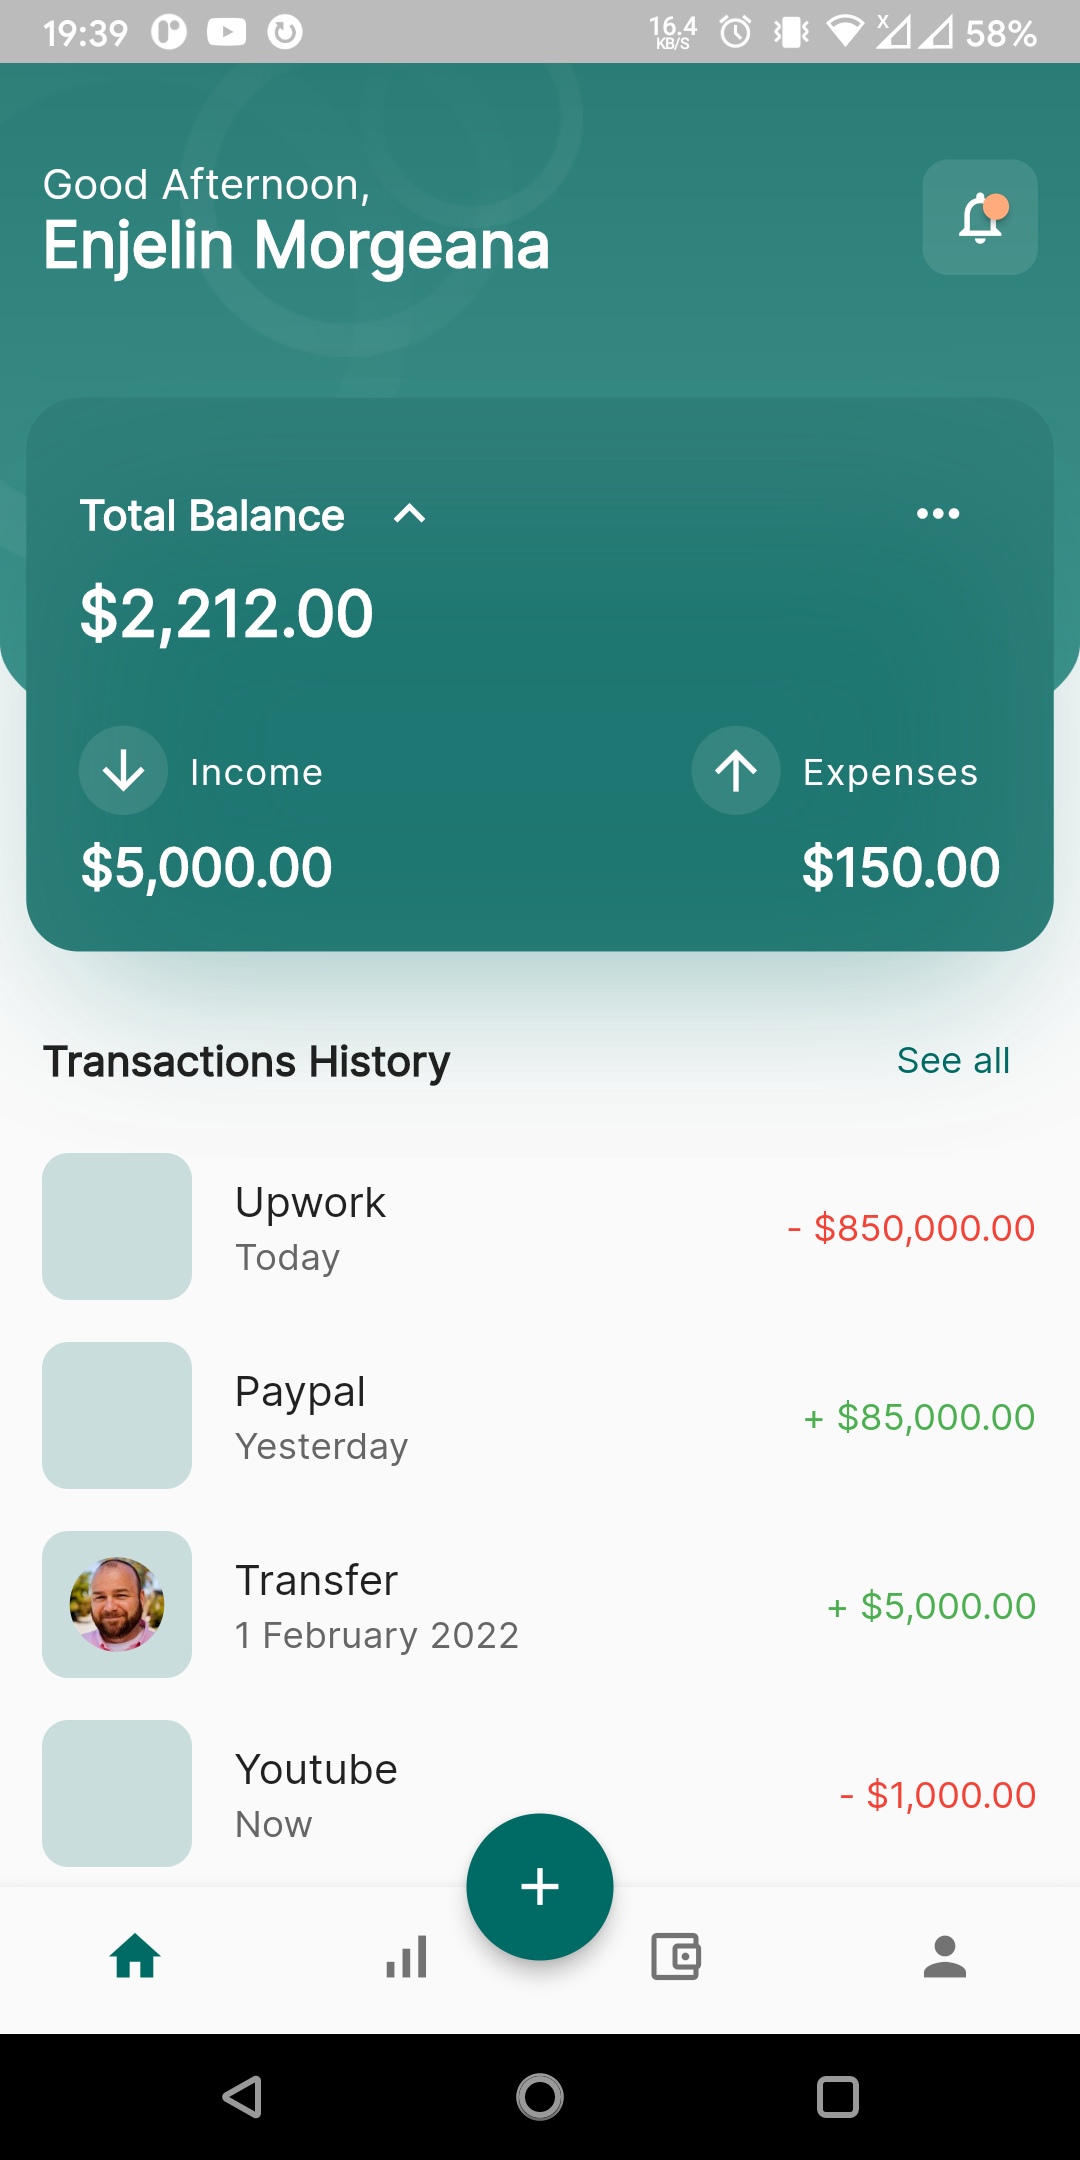 19:39 16.4 KB/S X 58%
Good Afternoon,
Enjelin Morgeana
Total Balance
$2,212.00
Income Expenses
$5,000.00 $150.00
Transactions History See all
Upwork
Today
- $850,000.00
Paypal
Yesterday
+ $85,000.00
Transfer
1 February 2022
+ $5,000.00
Youtube
Now
- $1,000.00